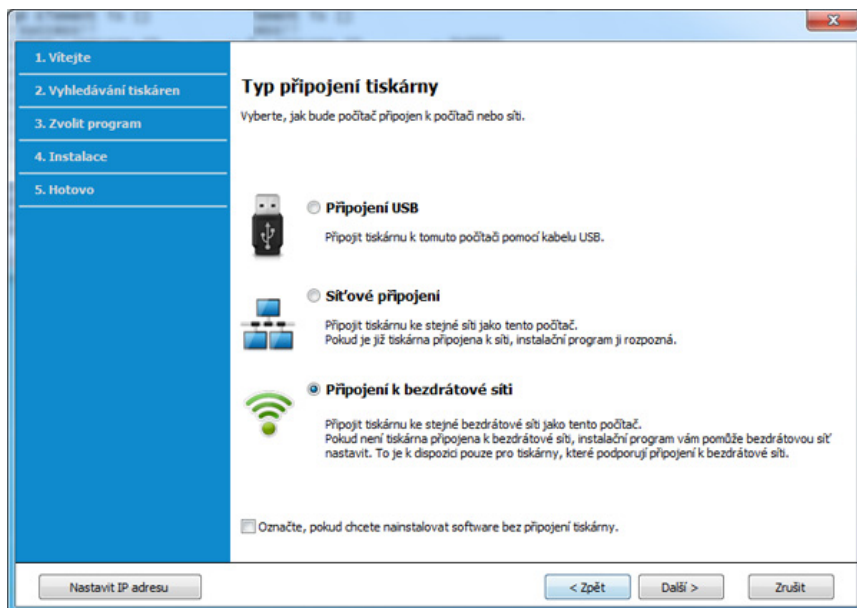 1. Vítejte
2. Vyhledávání tiskáren
3. Zvolit program
4. Instalace
5. Hotovo
Typ připojení tiskárny
Vyberte, jak bude počítač připojen k počítači nebo síti.
Připojení USB
Připojit tiskárnu k tomuto počítači pomocí kabelu USB.
Síťové připojení
Připojit tiskárnu ke stejné síti jako tento počítač.
Pokud je již tiskárna připojena k síti, instalační program ji rozpozná.
Připojení k bezdrátové síti
Připojit tiskárnu ke stejné bezdrátové síti jako tento počítač.
Pokud není tiskárna připojena k bezdrátové síti, instalační program vám pomůže bezdrátovou síť
nastavit. To je k dispozici pouze pro tiskárny, které podporují připojení k bezdrátové síti.
Označte, pokud chcete nainstalovat software bez připojení tiskárny.
Nastavit IP adresu
< Zpět
Další >
Zrušit